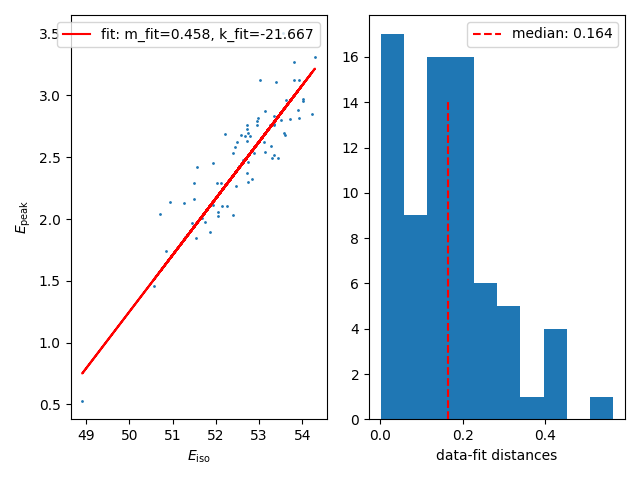 fit: m_fit=0.458, k_fit=-21.667
3.5
3.0
2.5
2.0
1.5
1.0
0.5
E_peak
49 50 51 52 53 54
E_iso
median: 0.164
16
14
12
10
8
6
4
2
0
0.0 0.2 0.4
data-fit distances